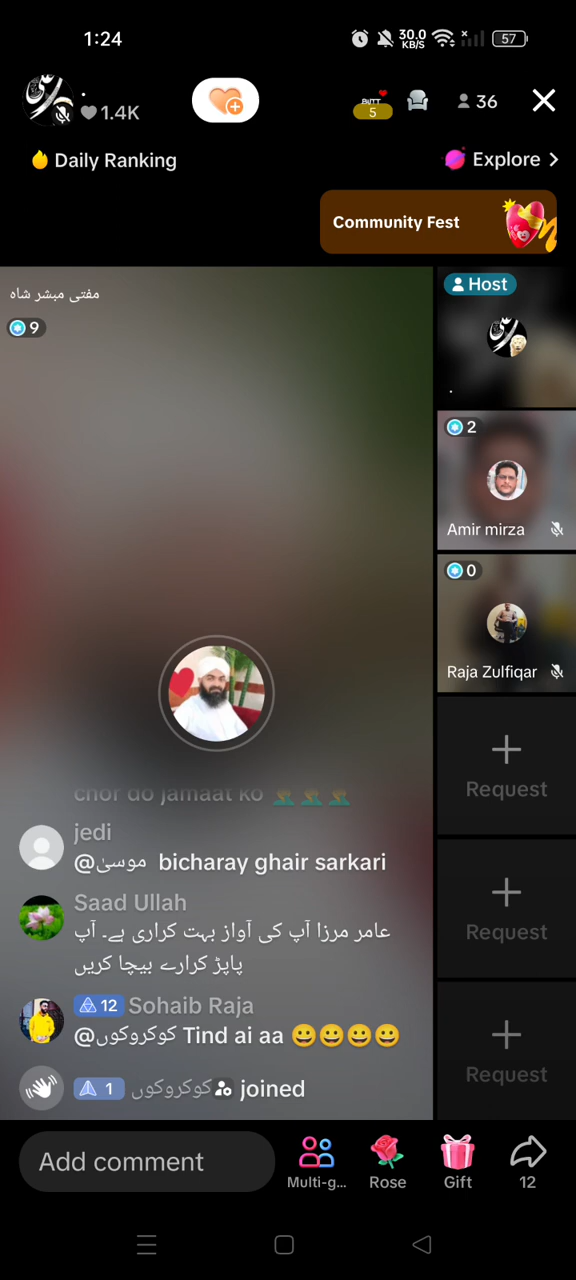 1:24
30.0
KB/S
57
.
1.4K
BUTT
5
36
Daily Ranking
Explore
Community Fest
مفتی مبشر شاہ
9
Host
.
2
Amir mirza
0
Raja Zulfiqar
Request
Request
Request
chor do jamaat ko 🤦‍♂️🤦‍♂️🤦‍♂️
jedi
@موسیٰ bicharay ghair sarkari
Saad Ullah
عامر مرزا آپ کی آواز بہت کراری ہے۔ آپ
پاپڑ کرارے بیچا کریں
12 Sohaib Raja
@کوکروکوں Tind ai aa 😀😀😀😀
1 کوکروکوں joined
Add comment
Multi-g...
Rose
Gift
12